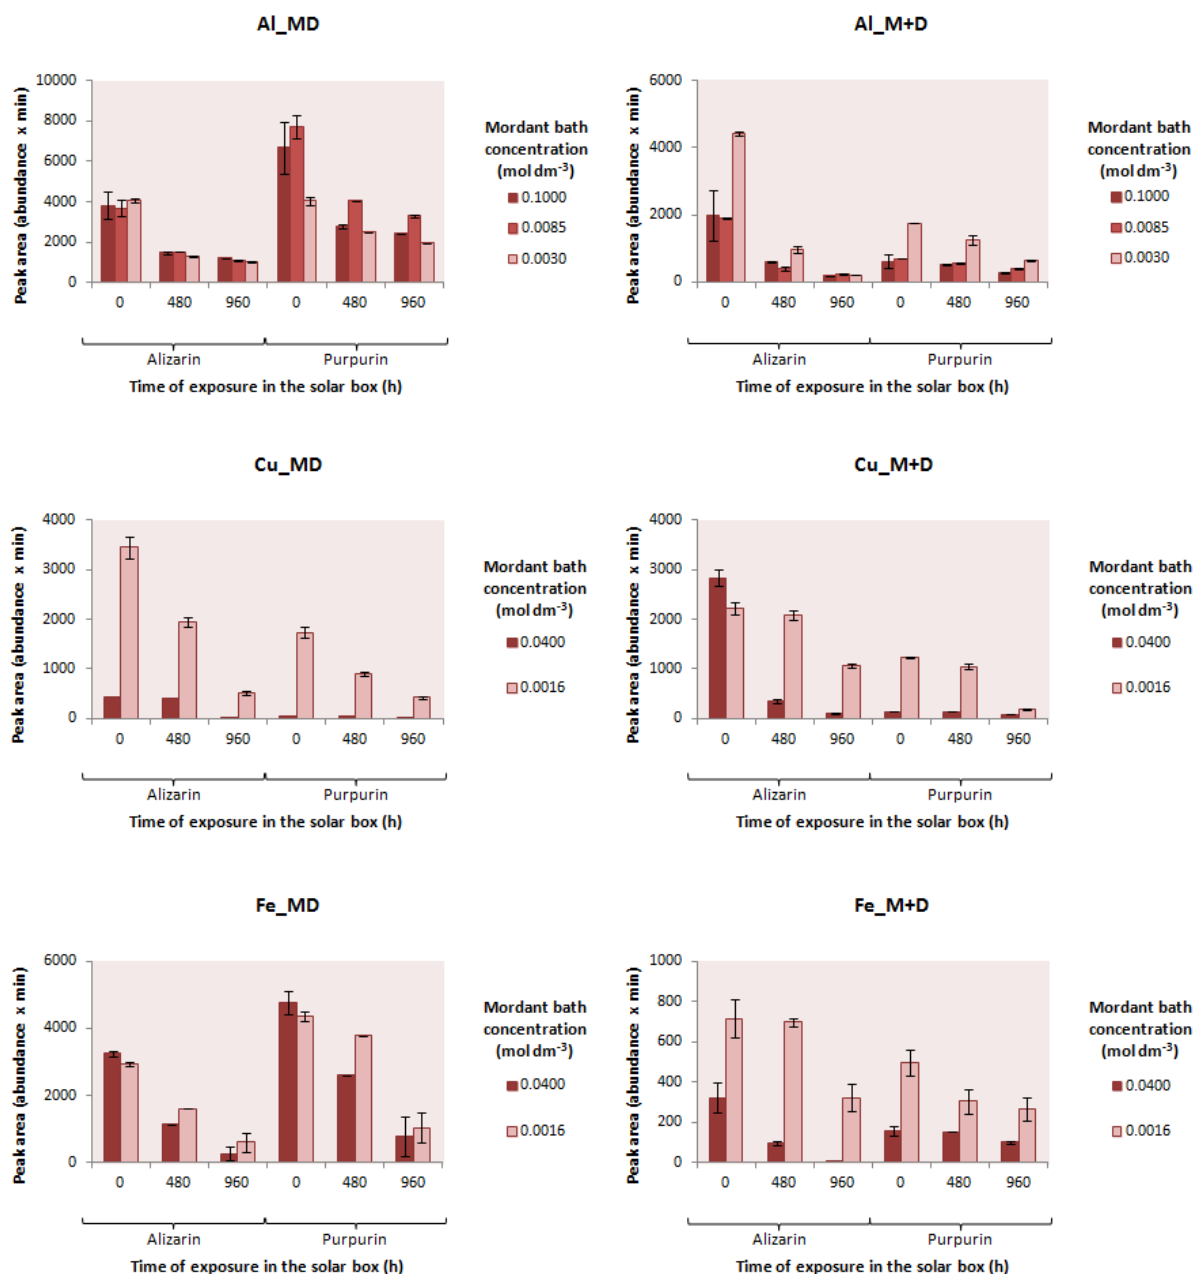 Al_MD
Peak area (abundance x min)
10000
8000
6000
4000
2000
0
0 480 960 0 480 960
Alizarin Purpurin
Time of exposure in the solar box (h)
Mordant bath
concentration
(mol dm-3)
0.1000
0.0085
0.0030
Al_M+D
Peak area (abundance x min)
6000
4000
2000
0
0 480 960 0 480 960
Alizarin Purpurin
Time of exposure in the solar box (h)
Mordant bath
concentration
(mol dm-3)
0.1000
0.0085
0.0030
Cu_MD
Peak area (abundance x min)
4000
3000
2000
1000
0
0 480 960 0 480 960
Alizarin Purpurin
Time of exposure in the solar box (h)
Mordant bath
concentration
(mol dm-3)
0.0400
0.0016
Cu_M+D
Peak area (abundance x min)
4000
3000
2000
1000
0
0 480 960 0 480 960
Alizarin Purpurin
Time of exposure in the solar box (h)
Mordant bath
concentration
(mol dm-3)
0.0400
0.0016
Fe_MD
Peak area (abundance x min)
6000
4000
2000
0
0 480 960 0 480 960
Alizarin Purpurin
Time of exposure in the solar box (h)
Mordant bath
concentration
(mol dm-3)
0.0400
0.0016
Fe_M+D
Peak area (abundance x min)
1000
800
600
400
200
0
0 480 960 0 480 960
Alizarin Purpurin
Time of exposure in the solar box (h)
Mordant bath
concentration
(mol dm-3)
0.0400
0.0016